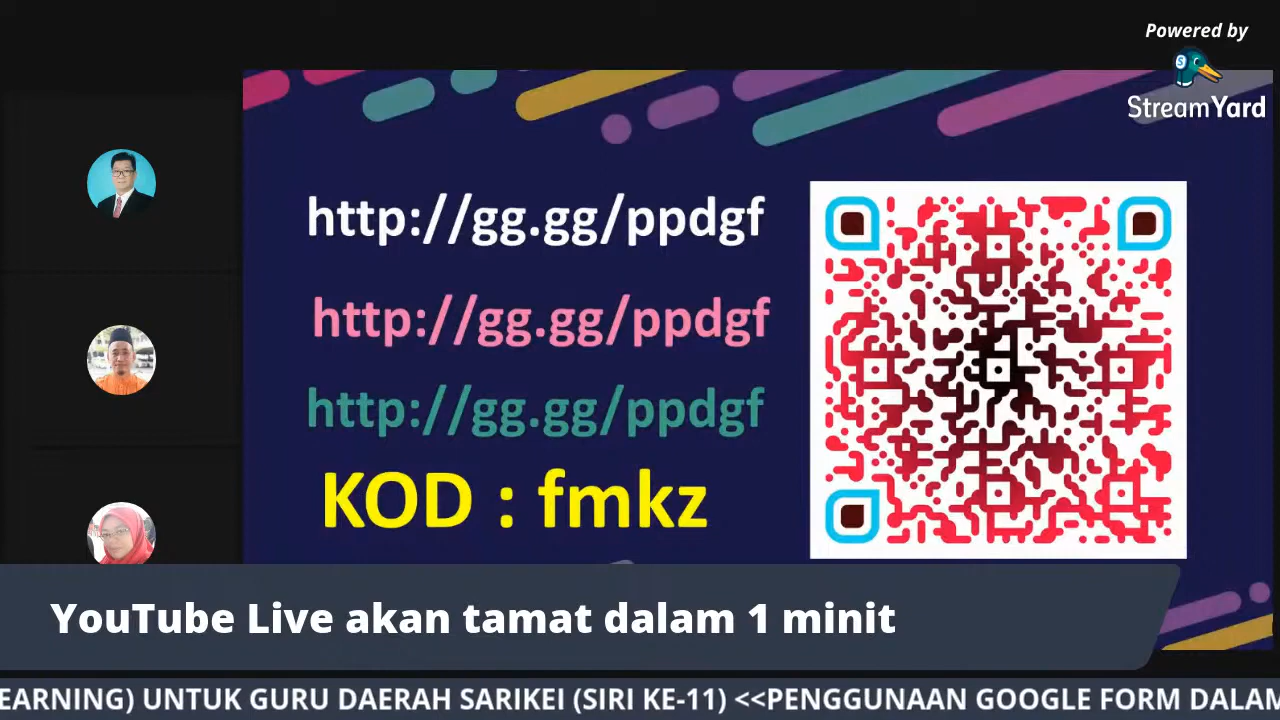 Powered by
StreamYard
http://gg.gg/ppdgf
http://gg.gg/ppdgf
http://gg.gg/ppdgf
KOD : fmkz
YouTube Live akan tamat dalam 1 minit
EARNING) UNTUK GURU DAERAH SARIKEI (SIRI KE-11) <<PENGGUNAAN GOOGLE FORM DALAM